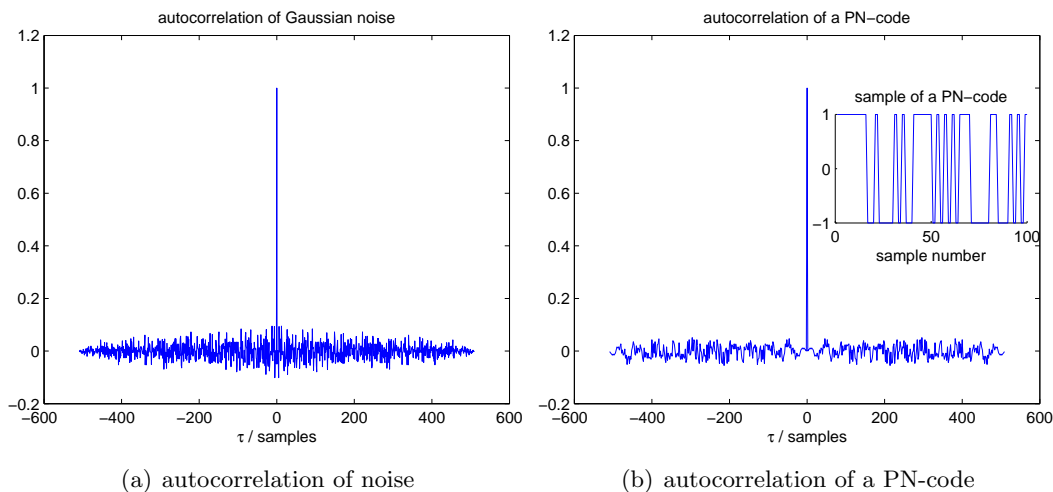 autocorrelation of Gaussian noise
1.2
1
0.8
0.6
0.4
0.2
0
−0.2
−600 −400 −200 0 200 400 600
τ / samples
(a) autocorrelation of noise
autocorrelation of a PN−code
1.2
1
0.8
0.6
0.4
0.2
0
−0.2
−600 −400 −200 0 200 400 600
τ / samples
sample of a PN−code
1
0
−1
0 50 100
sample number
(b) autocorrelation of a PN-code